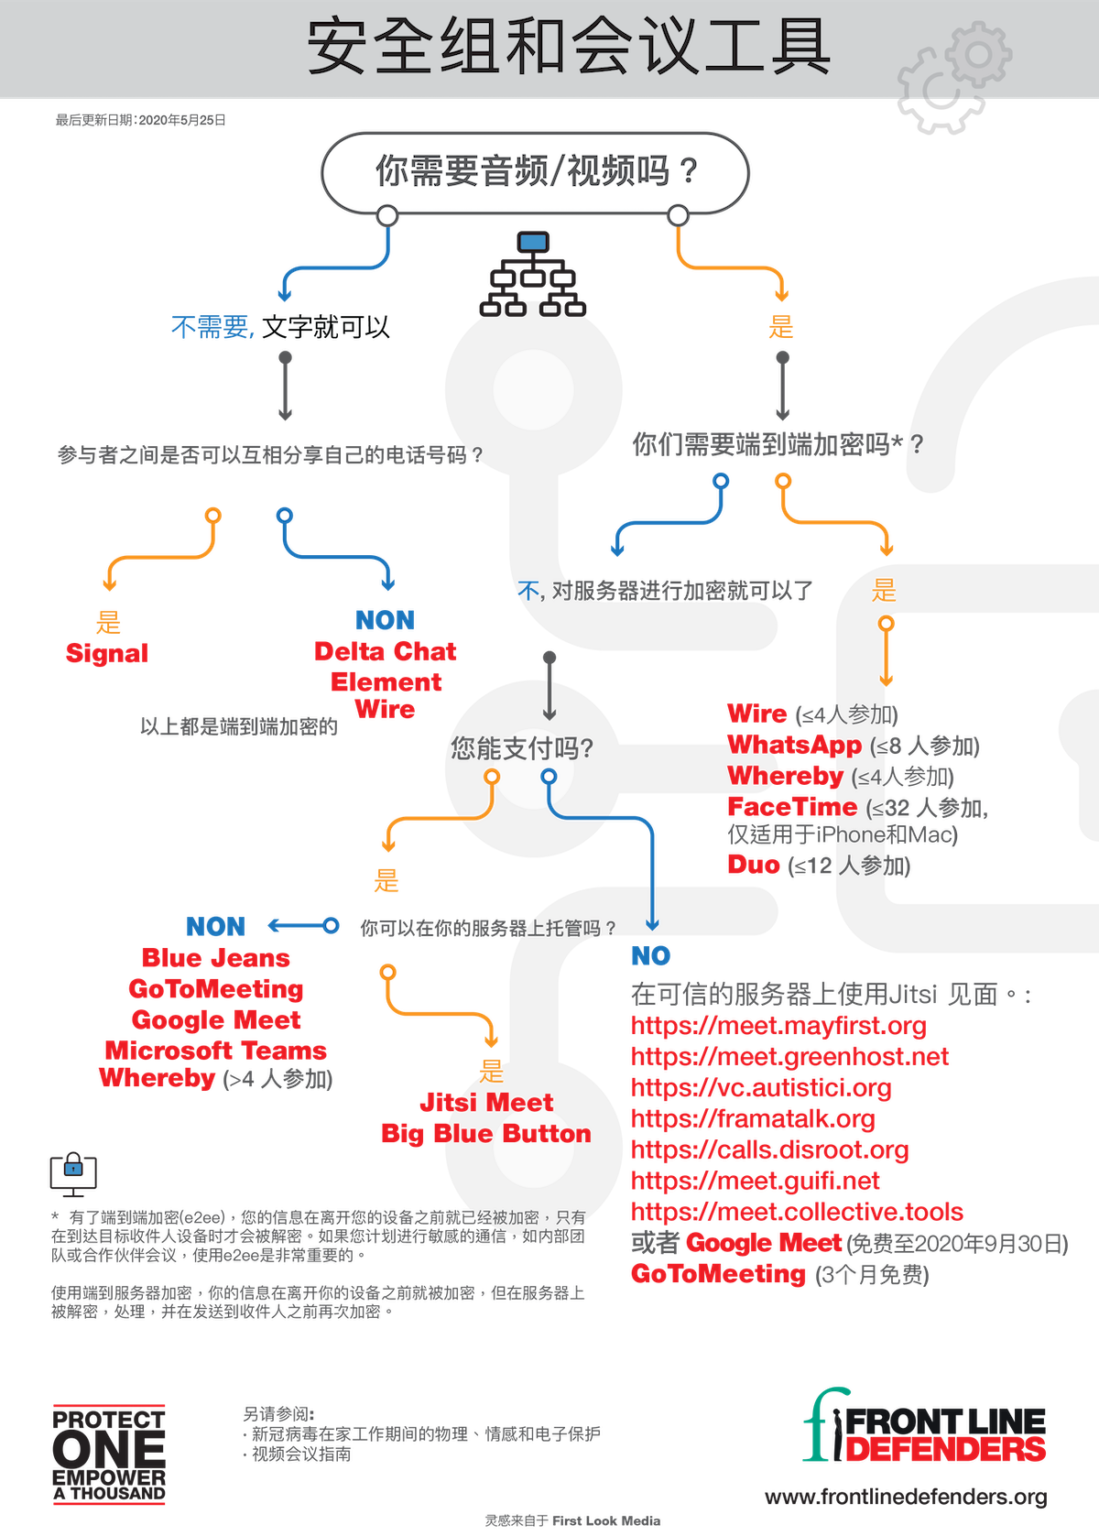 安全组和会议工具
最后更新日期：2020年5月25日
你需要音频/视频吗？
不需要, 文字就可以
是
参与者之间是否可以互相分享自己的电话号码？
你们需要端到端加密吗*？
是
Signal
NON
Delta Chat
Element
Wire
以上都是端到端加密的
不, 对服务器进行加密就可以了
是
Wire (≤4人参加)
WhatsApp (≤8 人参加)
Whereby (≤4人参加)
FaceTime (≤32 人参加,
仅适用于iPhone和Mac)
Duo (≤12 人参加)
您能支付吗?
是
NON
你可以在你的服务器上托管吗？
Blue Jeans
GoToMeeting
Google Meet
Microsoft Teams
Whereby (>4 人参加)
是
Jitsi Meet
Big Blue Button
NO
在可信的服务器上使用Jitsi 见面。:
https://meet.mayfirst.org
https://meet.greenhost.net
https://vc.autistici.org
https://framatalk.org
https://calls.disroot.org
https://meet.guifi.net
https://meet.collective.tools
或者 Google Meet (免费至2020年9月30日)
GoToMeeting (3个月免费)
* 有了端到端加密(e2ee)，您的信息在离开您的设备之前就已经被加密，只有
在到达目标收件人设备时才会被解密。如果您计划进行敏感的通信，如内部团
队或合作伙伴会议，使用e2ee是非常重要的。
使用端到服务器加密，你的信息在离开你的设备之前就被加密，但在服务器上
被解密，处理，并在发送到收件人之前再次加密。
PROTECT
ONE
EMPOWER
A THOUSAND
另请参阅:
· 新冠病毒在家工作期间的物理、情感和电子保护
· 视频会议指南
f FRONT LINE
DEFENDERS
www.frontlinedefenders.org
灵感来自于 First Look Media